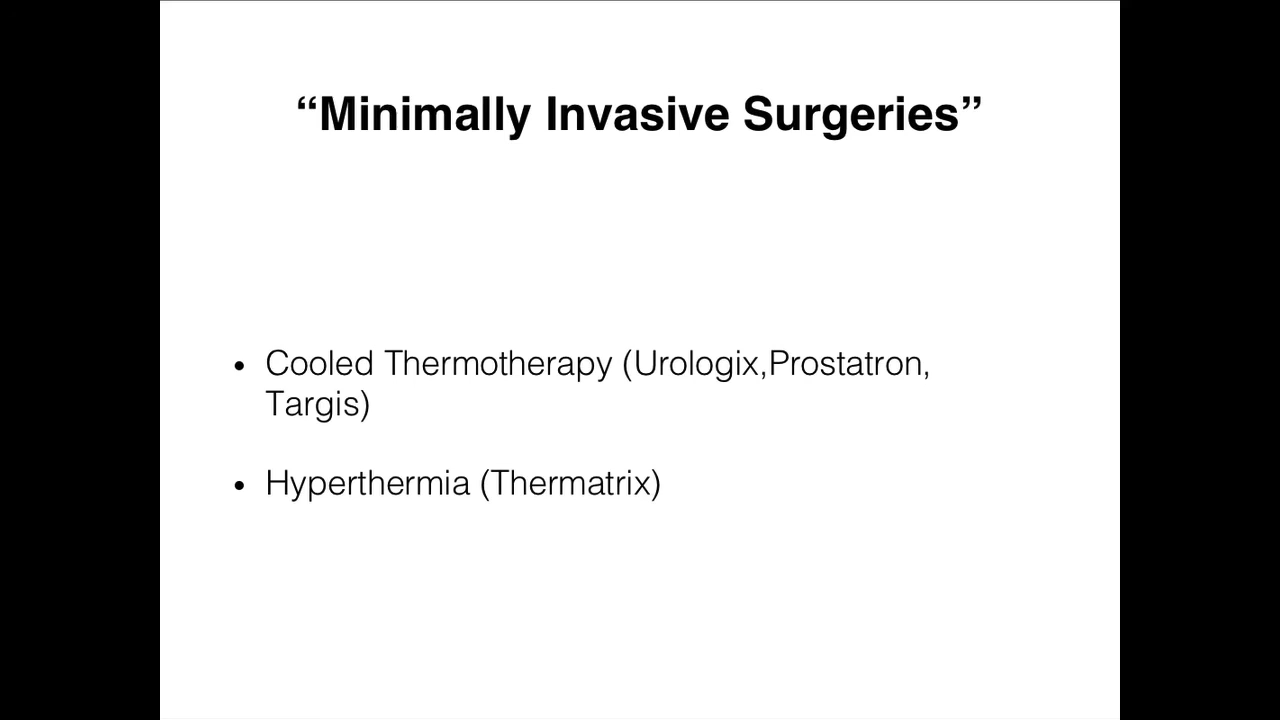 “Minimally Invasive Surgeries”
• Cooled Thermotherapy (Urologix,Prostatron,
Targis)
• Hyperthermia (Thermatrix)